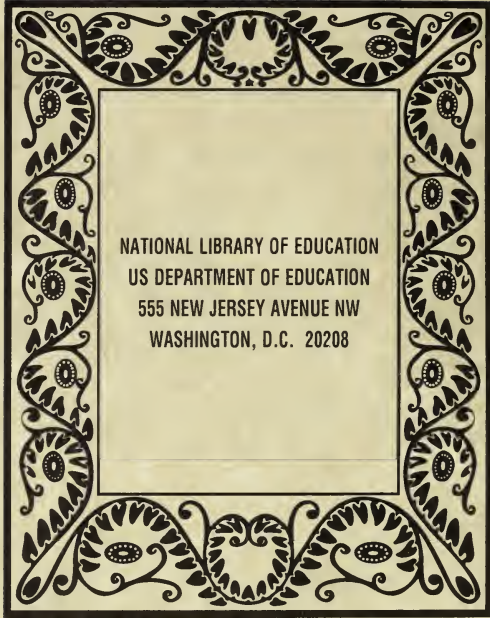 NATIONAL LIBRARY OF EDUCATION
US DEPARTMENT OF EDUCATION
555 NEW JERSEY AVENUE NW
WASHINGTON, D.C. 20208